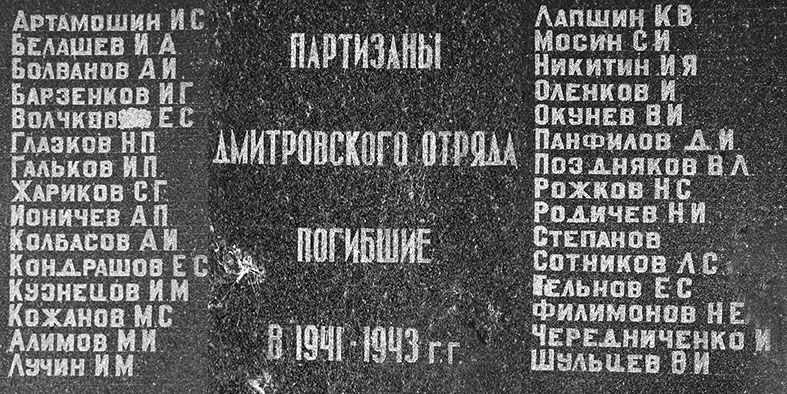 Артамошин И.С
Белашев И.А
Болванов А.И
Барзенков И.Г
Волчков Е.С
Глазков Н.П
Гальков И.П.
Жариков С.Г.
Ионичев А.П
Колбасов А.И
Кондрашов Е.С
Кузнецов И.М
Кожанов М.С
Алимов М.И
Лучин И.М
ПАРТИЗАНЫ
ДМИТРОВСКОГО ОТРЯДА
ПОГИБШИЕ
В 1941-1943 г.г.
Лапшин К.В
Мосин С.И
Никитин И.Я
Оленков И
Окунев В.И
Панфилов Д.И
Поздняков В.Л
Рожков Н.С
Родичев Н.И
Степанов
Сотников Л.С
Тельнов Е.С
Филимонов Н.Е
Чередниченко И
Шульцев В.И